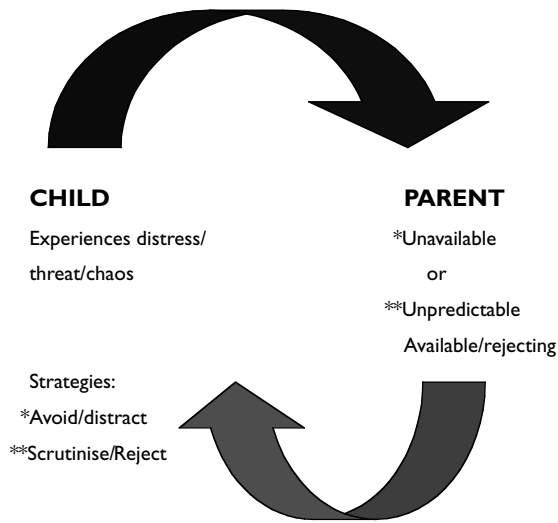 CHILD
Experiences distress/
threat/chaos
Strategies:
*Avoid/distract
**Scrutinise/Reject
PARENT
*Unavailable
or
**Unpredictable
Available/rejecting